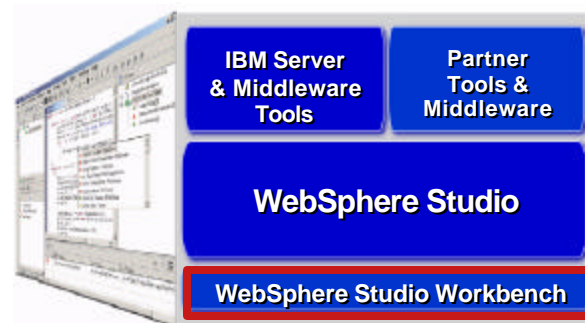 IBM Server
& Middleware
Tools
Partner
Tools &
Middleware
WebSphere Studio
WebSphere Studio Workbench